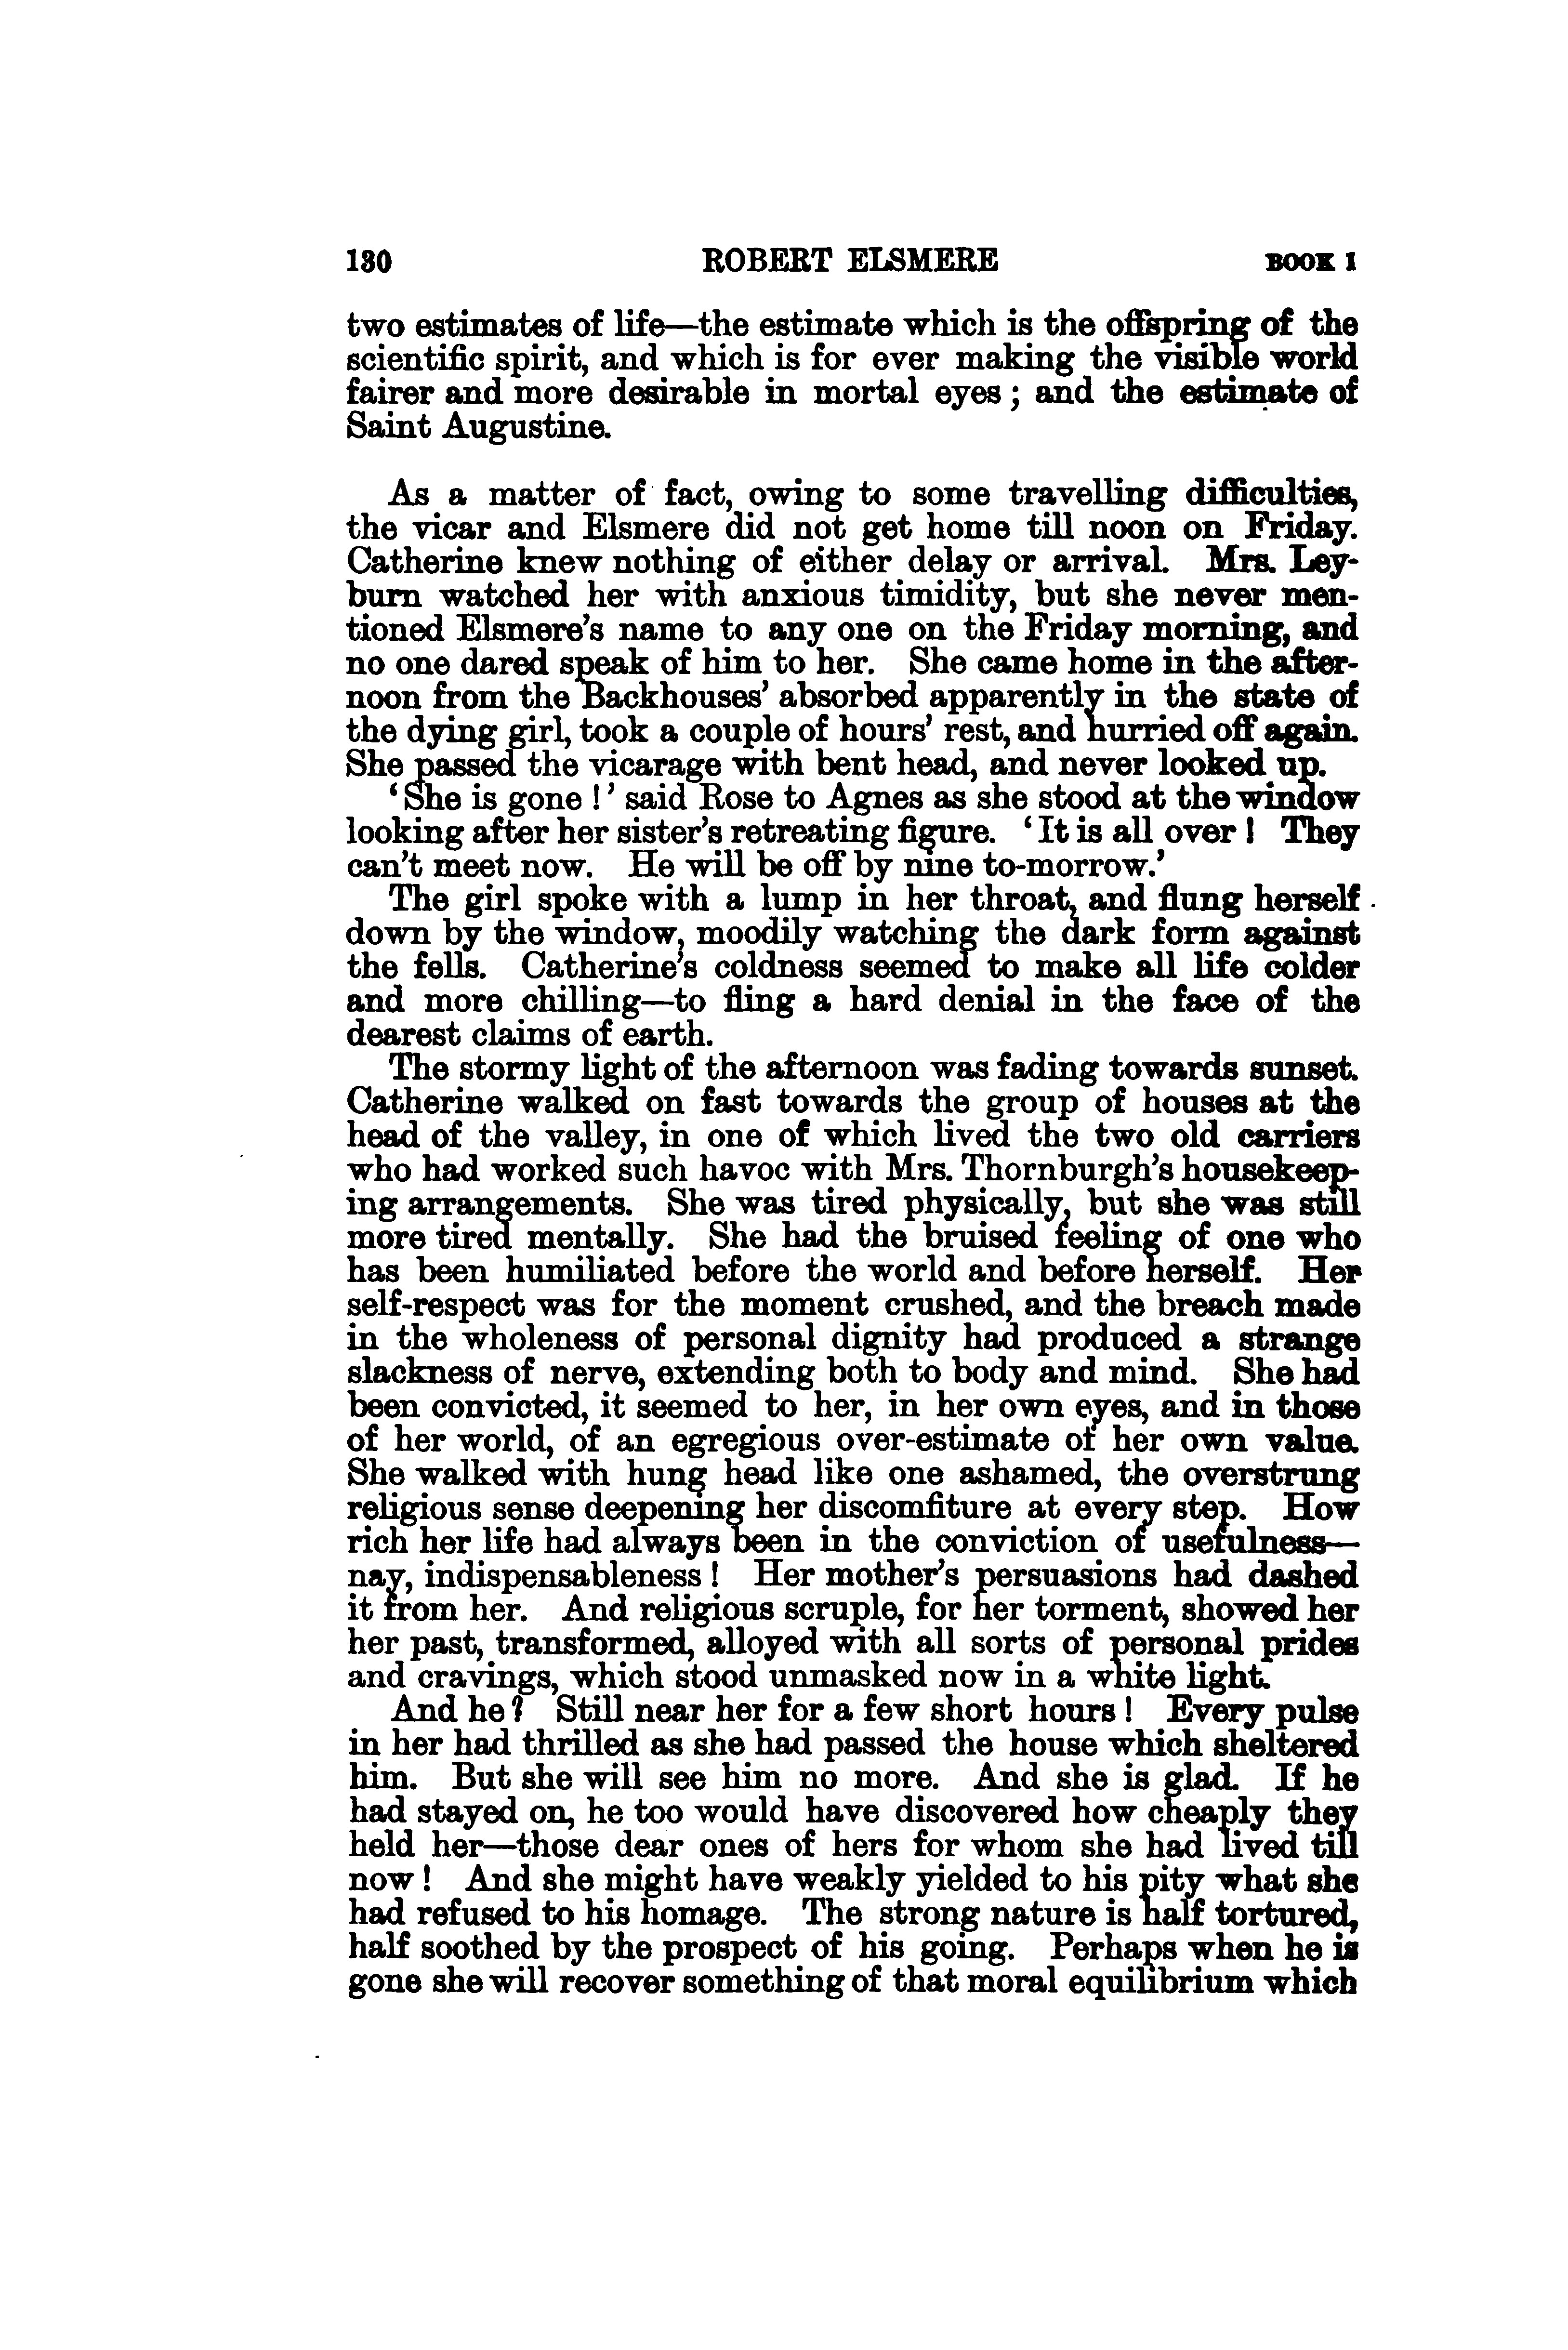 130 ROBERT ELSMERE BOOK I
two estimates of life—the estimate which is the offspring of the
scientific spirit, and which is for ever making the visible world
fairer and more desirable in mortal eyes ; and the estimate of
Saint Augustine.
As a matter of fact, owing to some travelling difficulties,
the vicar and Elsmere did not get home till noon on Friday.
Catherine knew nothing of either delay or arrival. Mrs. Ley-
burn watched her with anxious timidity, but she never men-
tioned Elsmere's name to any one on the Friday morning, and
no one dared speak of him to her. She came home in the after-
noon from the Backhouses' absorbed apparently in the state of
the dying girl, took a couple of hours' rest, and hurried off again.
She passed the vicarage with bent head, and never looked up.
‘She is gone !’ said Rose to Agnes as she stood at the window
looking after her sister's retreating figure. ‘It is all over ! They
can't meet now. He will be off by nine to-morrow.’
The girl spoke with a lump in her throat, and flung herself
down by the window, moodily watching the dark form against
the fells. Catherine's coldness seemed to make all life colder
and more chilling—to fling a hard denial in the face of the
dearest claims of earth.
The stormy light of the afternoon was fading towards sunset.
Catherine walked on fast towards the group of houses at the
head of the valley, in one of which lived the two old carriers
who had worked such havoc with Mrs. Thornburgh's housekeep-
ing arrangements. She was tired physically, but she was still
more tired mentally. She had the bruised feeling of one who
has been humiliated before the world and before herself. Her
self-respect was for the moment crushed, and the breach made
in the wholeness of personal dignity had produced a strange
slackness of nerve, extending both to body and mind. She had
been convicted, it seemed to her, in her own eyes, and in those
of her world, of an egregious over-estimate of her own value.
She walked with hung head like one ashamed, the overstrung
religious sense deepening her discomfiture at every step. How
rich her life had always been in the conviction of usefulness—
nay, indispensableness ! Her mother's persuasions had dashed
it from her. And religious scruple, for her torment, showed her
her past, transformed, alloyed with all sorts of personal prides
and cravings, which stood unmasked now in a white light.
And he ? Still near her for a few short hours ! Every pulse
in her had thrilled as she had passed the house which sheltered
him. But she will see him no more. And she is glad. If he
had stayed on, he too would have discovered how cheaply they
held her—those dear ones of hers for whom she had lived till
now ! And she might have weakly yielded to his pity what she
had refused to his homage. The strong nature is half tortured,
half soothed by the prospect of his going. Perhaps when he is
gone she will recover something of that moral equilibrium which